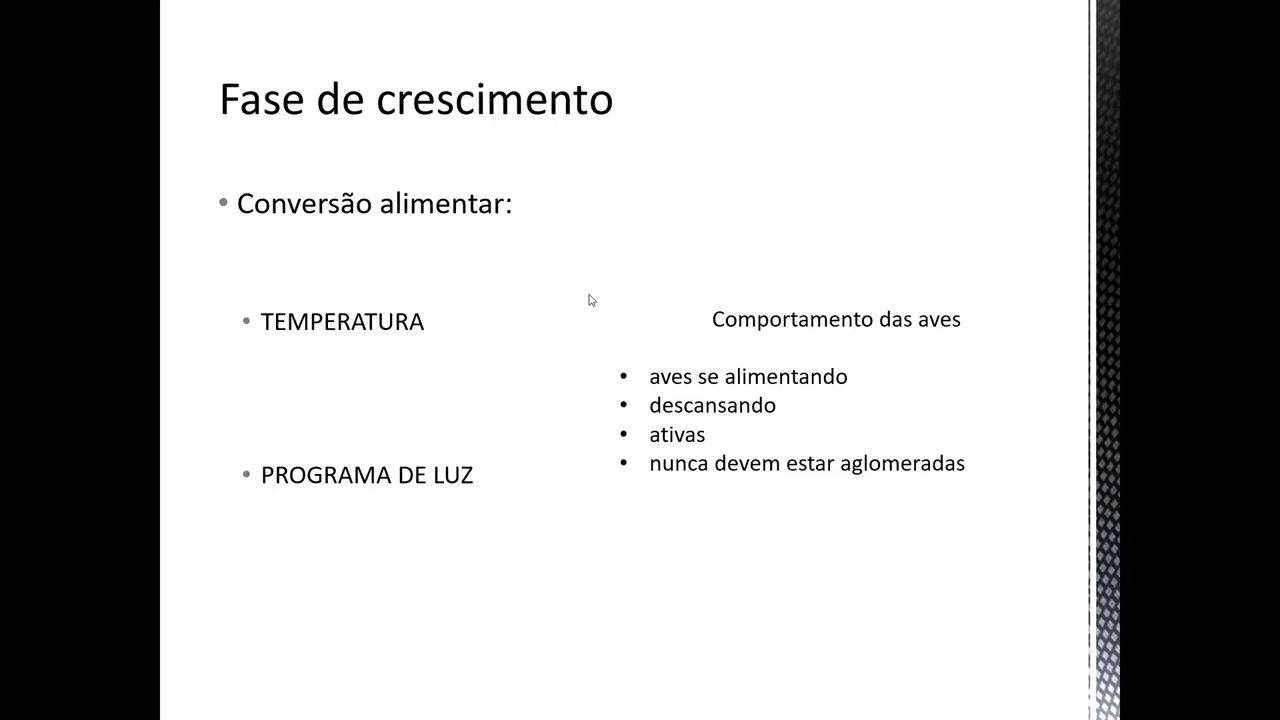 Fase de crescimento
• Conversão alimentar:
• TEMPERATURA
• PROGRAMA DE LUZ
Comportamento das aves
• aves se alimentando
• descansando
• ativas
• nunca devem estar aglomeradas